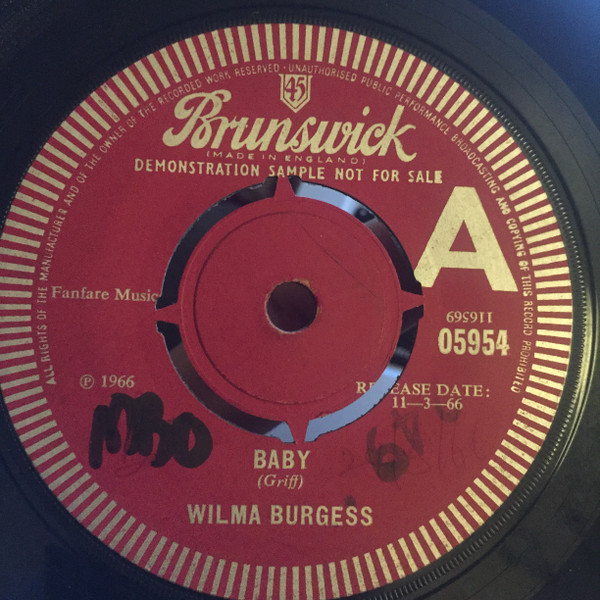 ALL RIGHTS OF THE MANUFACTURER AND OF THE OWNER OF THE RECORDED WORK RESERVED - UNAUTHORISED PUBLIC PERFORMANCE BROADCASTING AND COPYING OF THIS RECORD PROHIBITED
45
Brunswick
(MADE IN ENGLAND)
DEMONSTRATION SAMPLE NOT FOR SALE
A
Fanfare Music
69S911
05954
℗ 1966
RELEASE DATE:
11—3—66
BABY
(Griff)
WILMA BURGESS